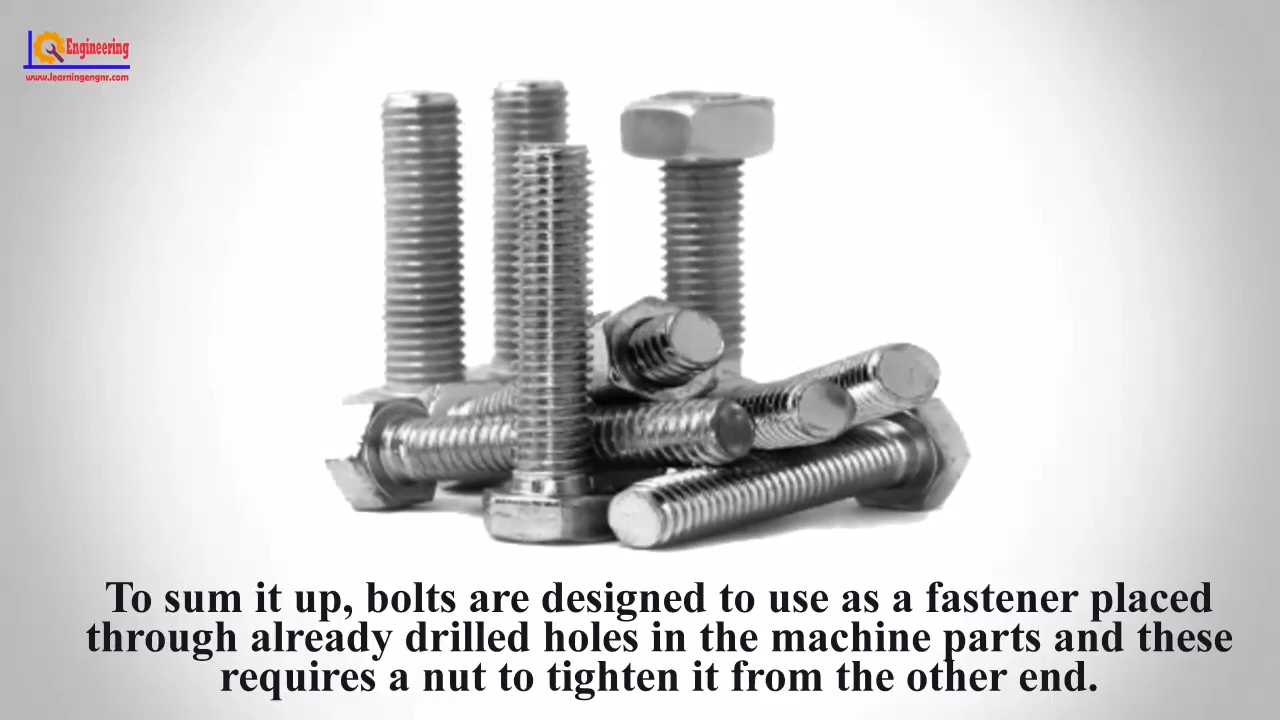 Engineering
www.learningengnr.com
To sum it up, bolts are designed to use as a fastener placed
through already drilled holes in the machine parts and these
requires a nut to tighten it from the other end.